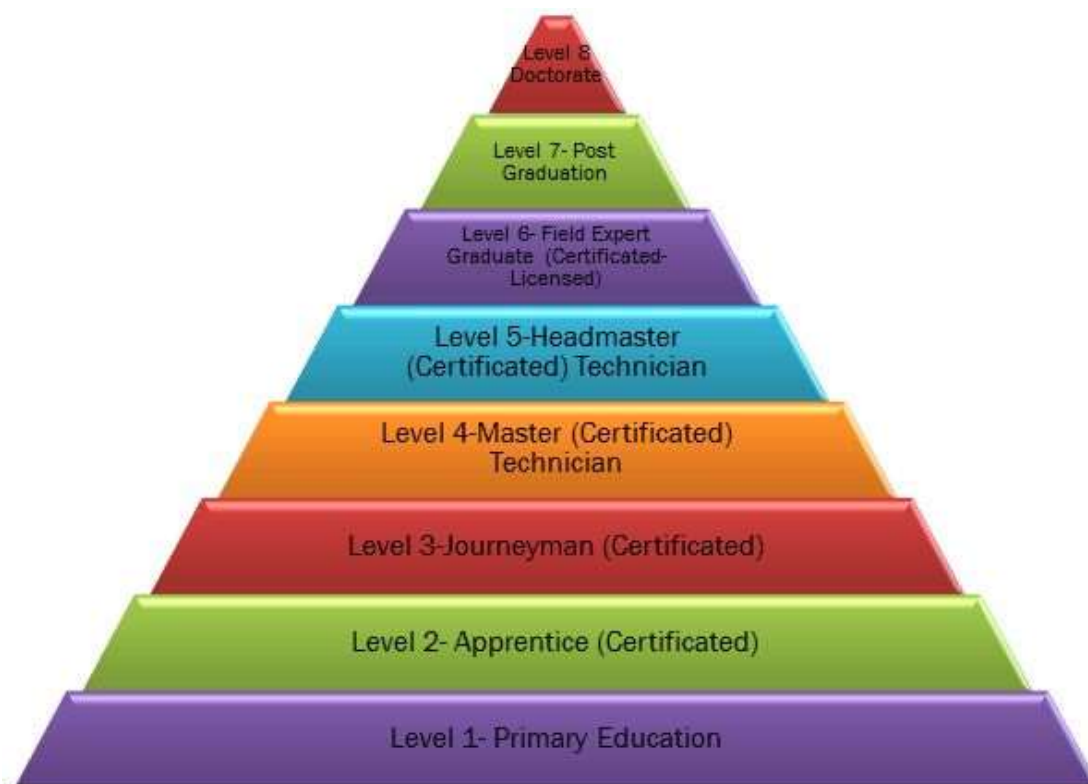 Level 8
Doctorate
Level 7- Post
Graduation
Level 6- Field Expert
Graduate (Certificated-
Licensed)
Level 5-Headmaster
(Certificated) Technician
Level 4-Master (Certificated)
Technician
Level 3-Journeyman (Certificated)
Level 2- Apprentice (Certificated)
Level 1- Primary Education